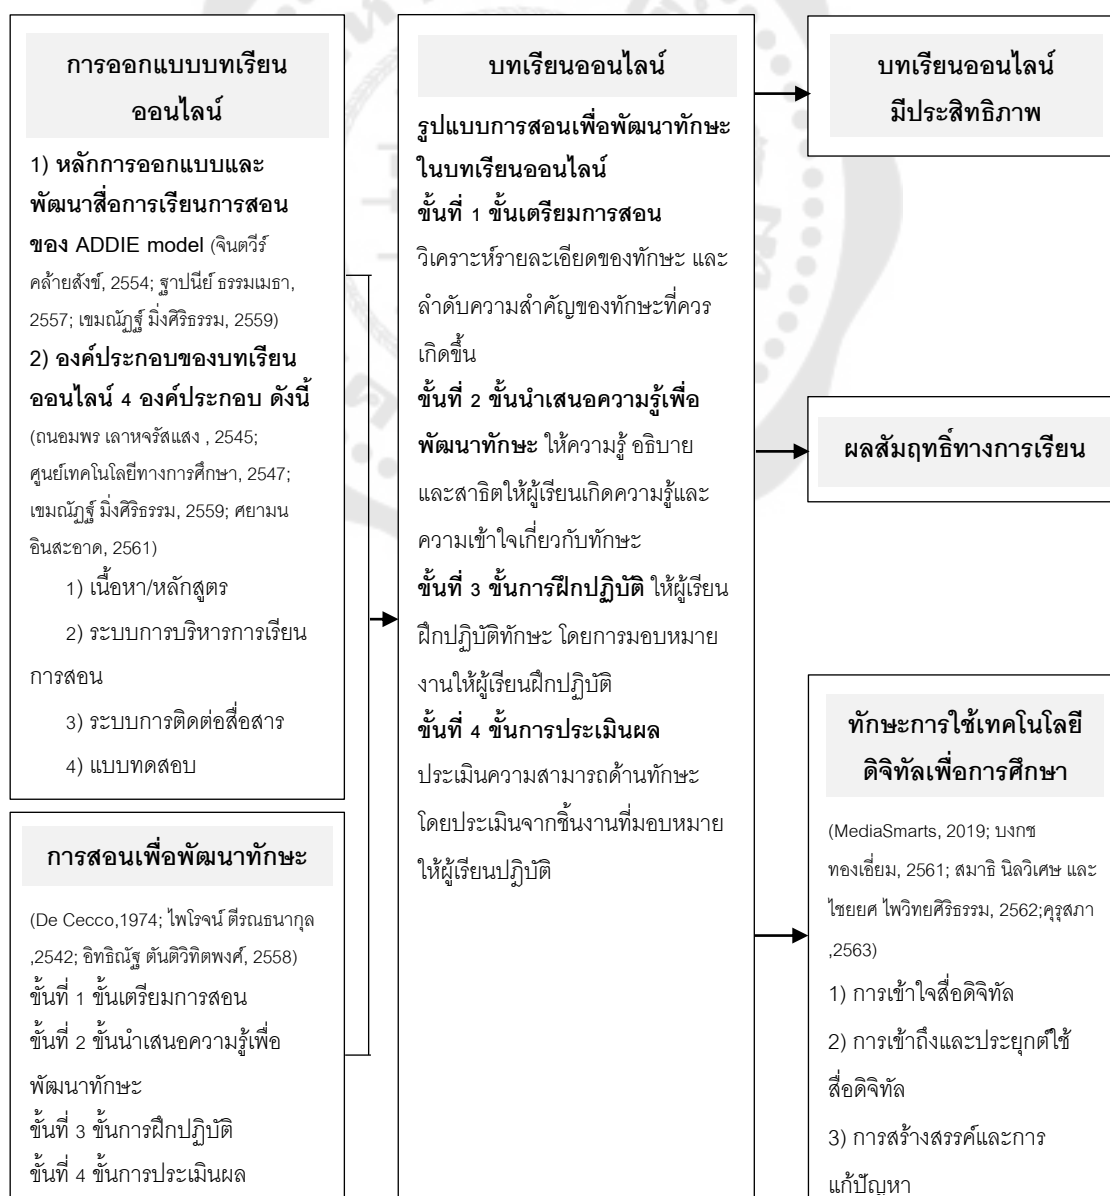 การออกแบบบทเรียน
ออนไลน์
1) หลักการออกแบบและ
พัฒนาสื่อการเรียนการสอน
ของ ADDIE model (จินตวีร์
คล้ายสังข์, 2554; ฐาปนีย์ ธรรมเมธา,
2557; เขมณัฏฐ์ มิ่งศิริธรรม, 2559)
2) องค์ประกอบของบทเรียน
ออนไลน์ 4 องค์ประกอบ ดังนี้
(ถนอมพร เลาหจรัสแสง , 2545;
ศูนย์เทคโนโลยีทางการศึกษา, 2547;
เขมณัฏฐ์ มิ่งศิริธรรม, 2559; ศยามน
อินสะอาด, 2561)
1) เนื้อหา/หลักสูตร
2) ระบบการบริหารการเรียน
การสอน
3) ระบบการติดต่อสื่อสาร
4) แบบทดสอบ
การสอนเพื่อพัฒนาทักษะ
(De Cecco,1974; ไพโรจน์ ตีรณธนากุล
,2542; อิทธิณัฐ ตันติวิทิตพงศ์, 2558)
ขั้นที่ 1 ขั้นเตรียมการสอน
ขั้นที่ 2 ขั้นนำเสนอความรู้เพื่อ
พัฒนาทักษะ
ขั้นที่ 3 ขั้นการฝึกปฏิบัติ
ขั้นที่ 4 ขั้นการประเมินผล
บทเรียนออนไลน์
รูปแบบการสอนเพื่อพัฒนาทักษะ
ในบทเรียนออนไลน์
ขั้นที่ 1 ขั้นเตรียมการสอน
วิเคราะห์รายละเอียดของทักษะ และ
ลำดับความสำคัญของทักษะที่ควร
เกิดขึ้น
ขั้นที่ 2 ขั้นนำเสนอความรู้เพื่อ
พัฒนาทักษะ ให้ความรู้ อธิบาย
และสาธิตให้ผู้เรียนเกิดความรู้และ
ความเข้าใจเกี่ยวกับทักษะ
ขั้นที่ 3 ขั้นการฝึกปฏิบัติ ให้ผู้เรียน
ฝึกปฏิบัติทักษะ โดยการมอบหมาย
งานให้ผู้เรียนฝึกปฏิบัติ
ขั้นที่ 4 ขั้นการประเมินผล
ประเมินความสามารถด้านทักษะ
โดยประเมินจากชิ้นงานที่มอบหมาย
ให้ผู้เรียนปฏิบัติ
บทเรียนออนไลน์
มีประสิทธิภาพ
ผลสัมฤทธิ์ทางการเรียน
ทักษะการใช้เทคโนโลยี
ดิจิทัลเพื่อการศึกษา
(MediaSmarts, 2019; บงกช
ทองเอี่ยม, 2561; สมาธิ นิลวิเศษ และ
ไชยยศ ไพวิทยศิริธรรม, 2562;คุรุสภา
,2563)
1) การเข้าใจสื่อดิจิทัล
2) การเข้าถึงและประยุกต์ใช้
สื่อดิจิทัล
3) การสร้างสรรค์และการ
แก้ปัญหา